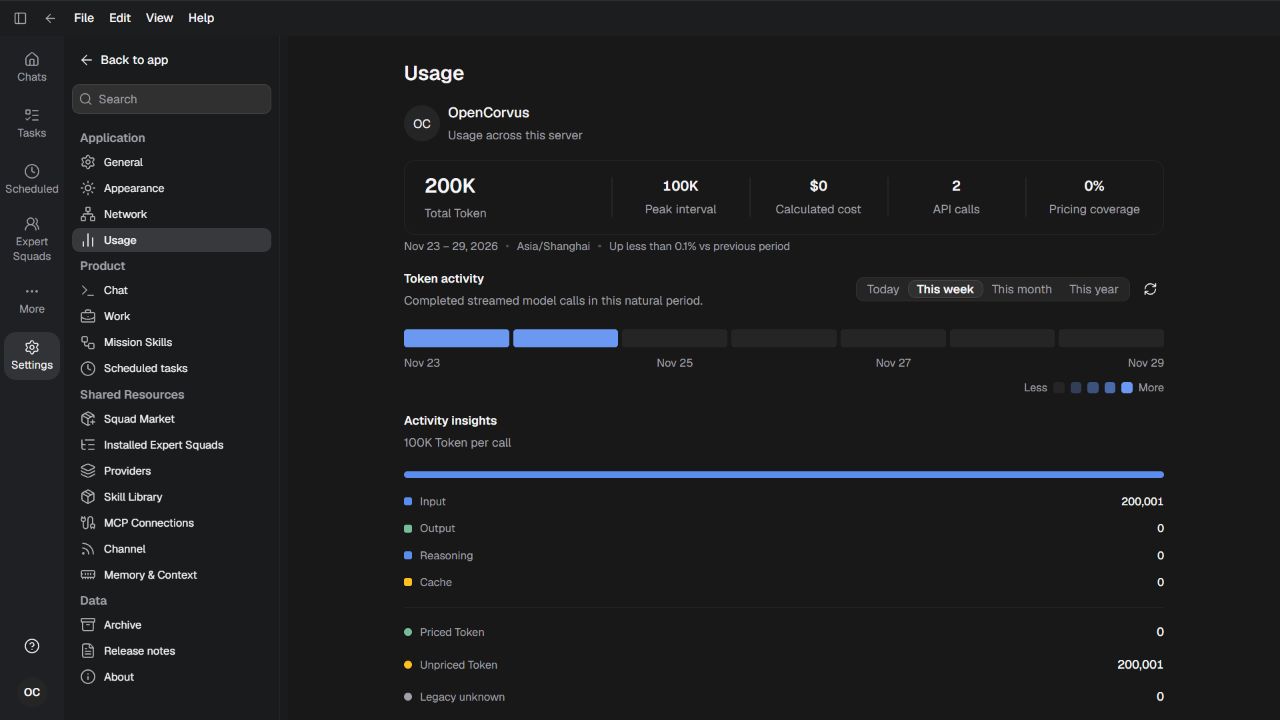 File Edit View Help
Chats
Tasks
Scheduled
Expert
Squads
More
Settings
OC
Back to app
Search
Application
General
Appearance
Network
Usage
Product
Chat
Work
Mission Skills
Scheduled tasks
Shared Resources
Squad Market
Installed Expert Squads
Providers
Skill Library
MCP Connections
Channel
Memory & Context
Data
Archive
Release notes
About
Usage
OC
OpenCorvus
Usage across this server
200K
Total Token
100K
Peak interval
$0
Calculated cost
2
API calls
0%
Pricing coverage
Nov 23 – 29, 2026 • Asia/Shanghai • Up less than 0.1% vs previous period
Token activity
Completed streamed model calls in this natural period.
Today This week This month This year
Nov 23 Nov 25 Nov 27 Nov 29
Less More
Activity insights
100K Token per call
Input 200,001
Output 0
Reasoning 0
Cache 0
Priced Token 0
Unpriced Token 200,001
Legacy unknown 0